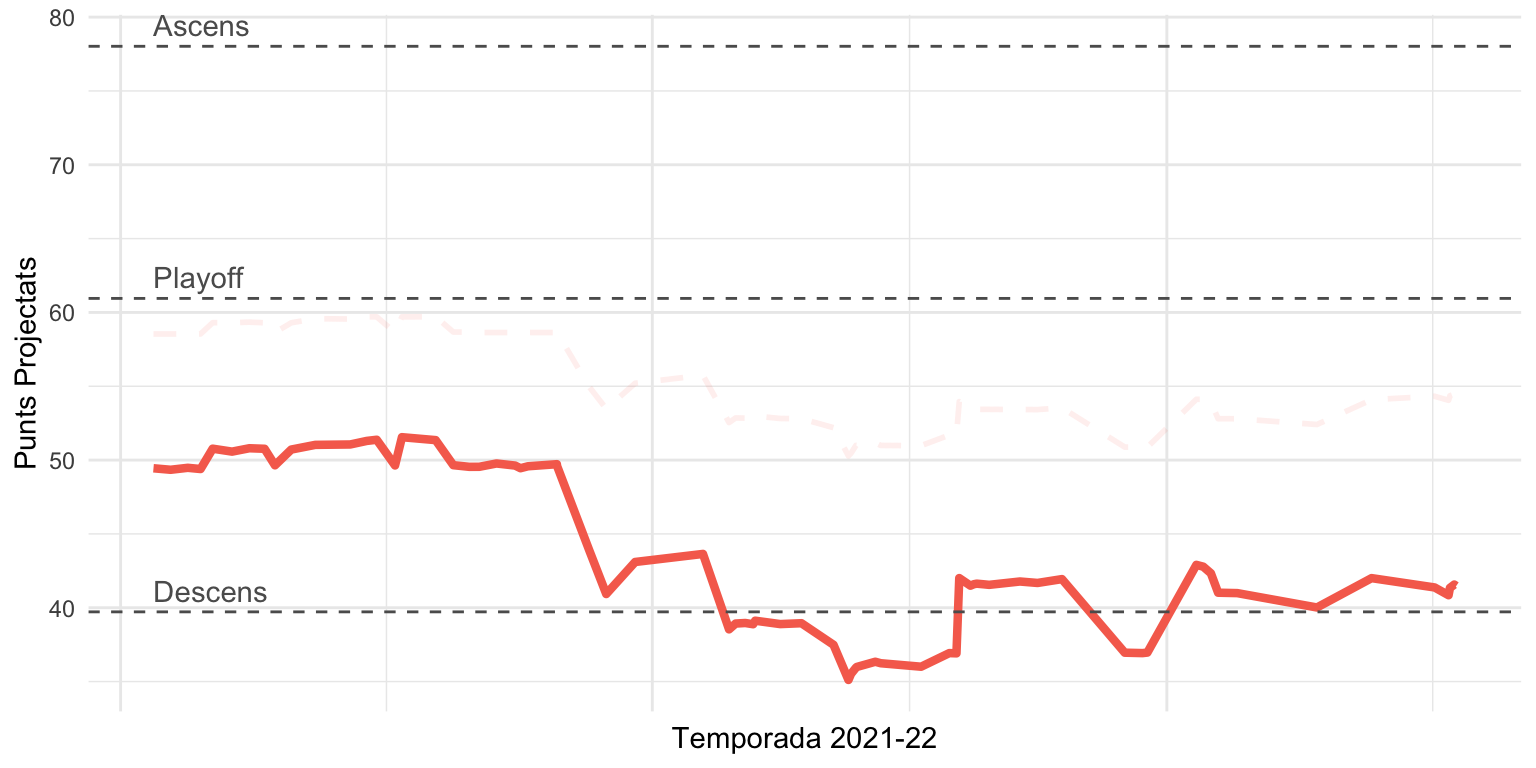 80
Ascens
70
Playoff
60
Punts Projectats
50
Descens
40
Temporada 2021-22